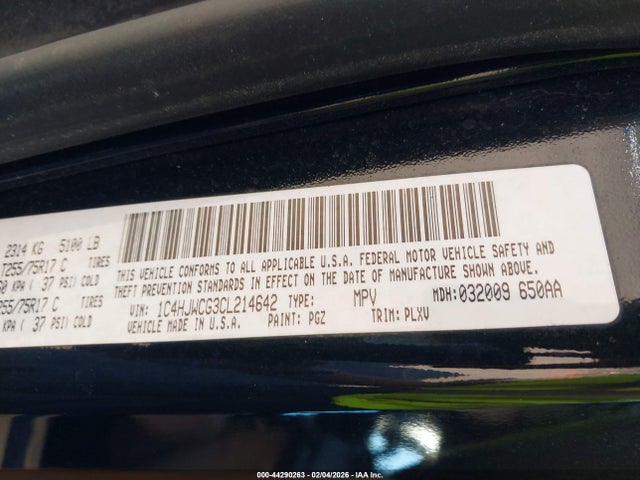 2314 KG 5100 LB
T255/75R17 C TIRES
KPA ( 37 PSI) COLD
255/75R17 C TIRES
KPA ( 37 PSI) COLD
THIS VEHICLE CONFORMS TO ALL APPLICABLE U.S.A. FEDERAL MOTOR VEHICLE SAFETY AND
THEFT PREVENTION STANDARDS IN EFFECT ON THE DATE OF MANUFACTURE SHOWN ABOVE.
VIN: 1C4HJWCG3CL214642 TYPE: MPV MDH:032009 650AA
VEHICLE MADE IN U.S.A. PAINT: PGZ TRIM: PLXV
000-44290263 - 02/04/2026 - IAA Inc.